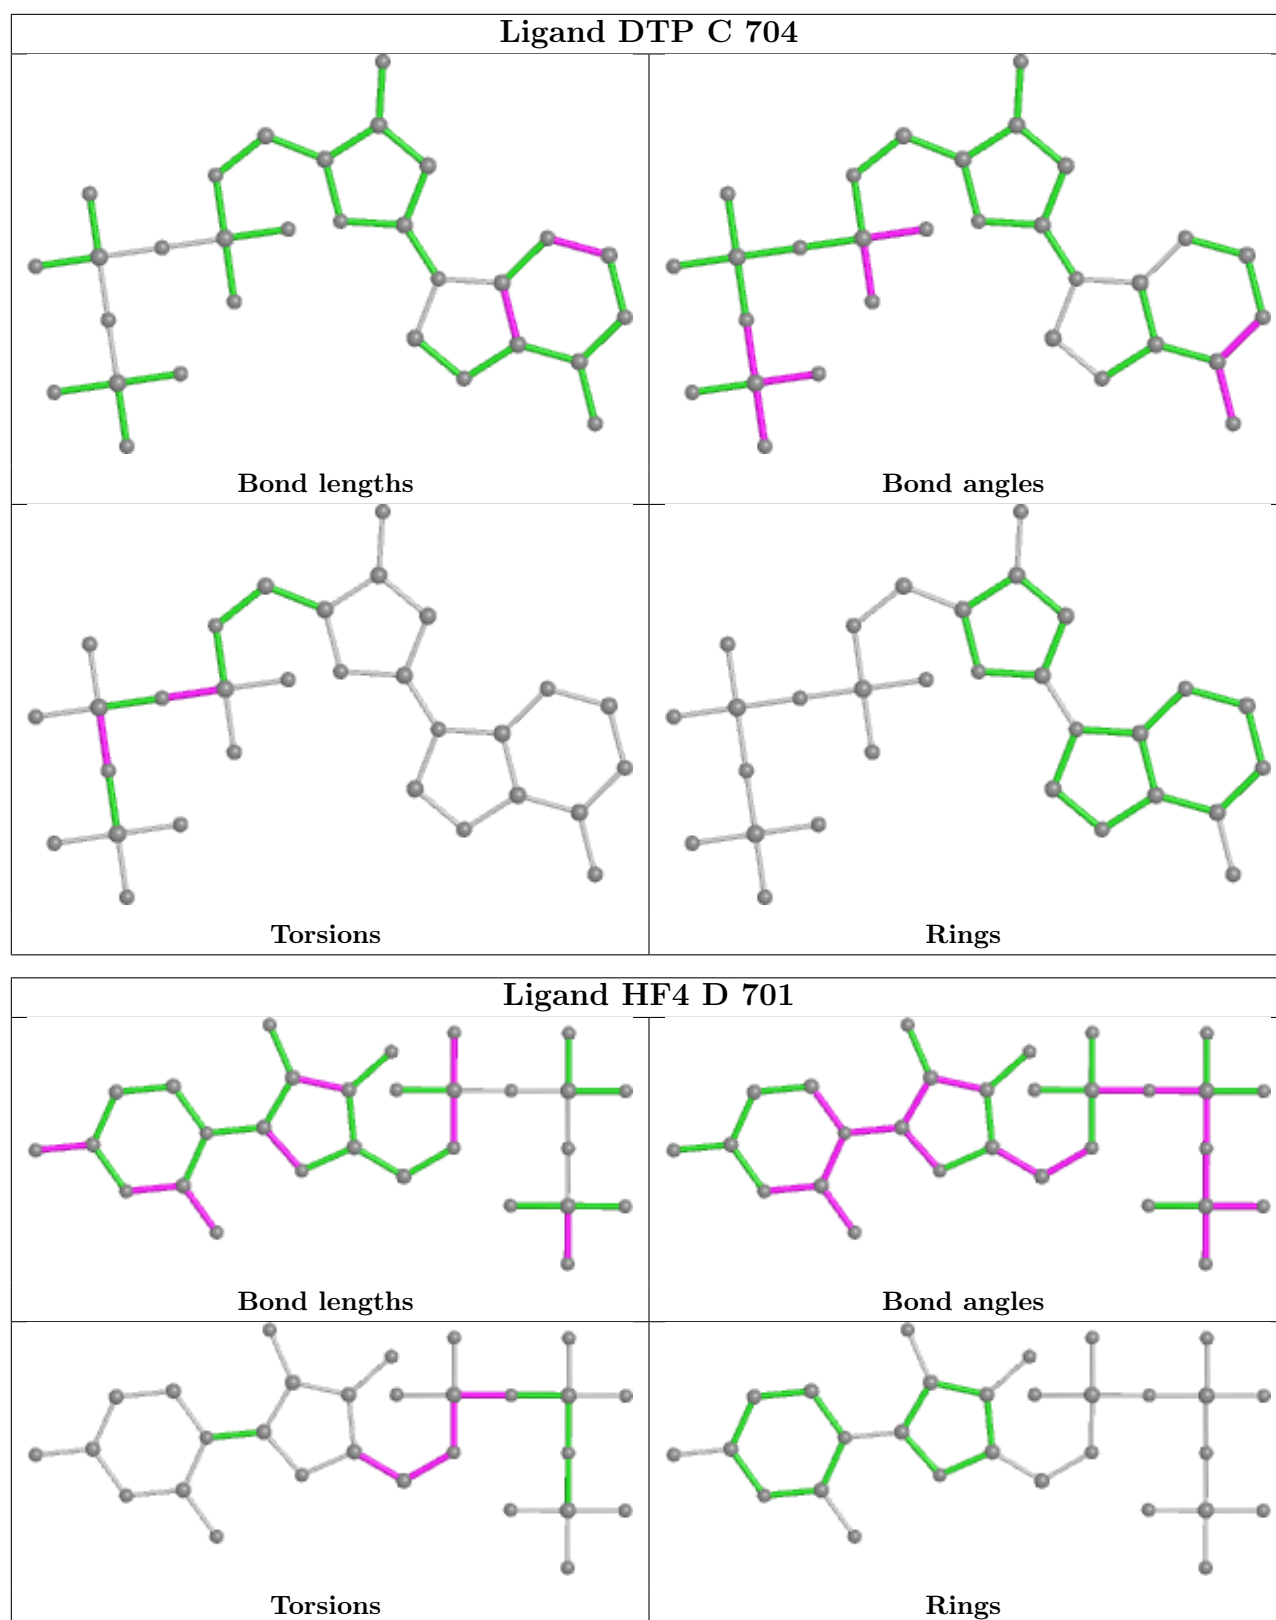 Ligand DTP C 704
Bond lengths
Bond angles
Torsions
Rings
Ligand HF4 D 701
Bond lengths
Bond angles
Torsions
Rings